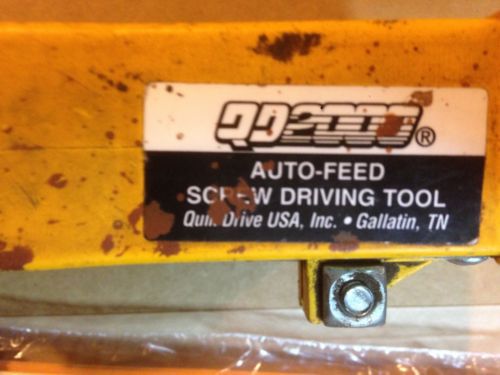 QD2000®
AUTO-FEED
SCREW DRIVING TOOL
Quik Drive USA, Inc. • Gallatin, TN